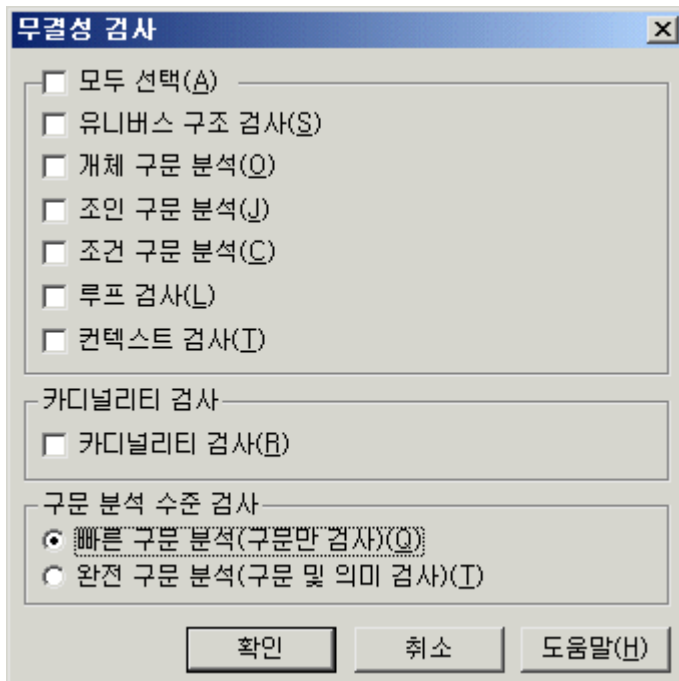 무결성 검사
모두 선택(A)
유니버스 구조 검사(S)
개체 구문 분석(O)
조인 구문 분석(J)
조건 구문 분석(C)
루프 검사(L)
컨텍스트 검사(T)
카디널리티 검사
카디널리티 검사(R)
구문 분석 수준 검사
빠른 구문 분석(구문만 검사)(Q)
완전 구문 분석(구문 및 의미 검사)(T)
확인 취소 도움말(H)